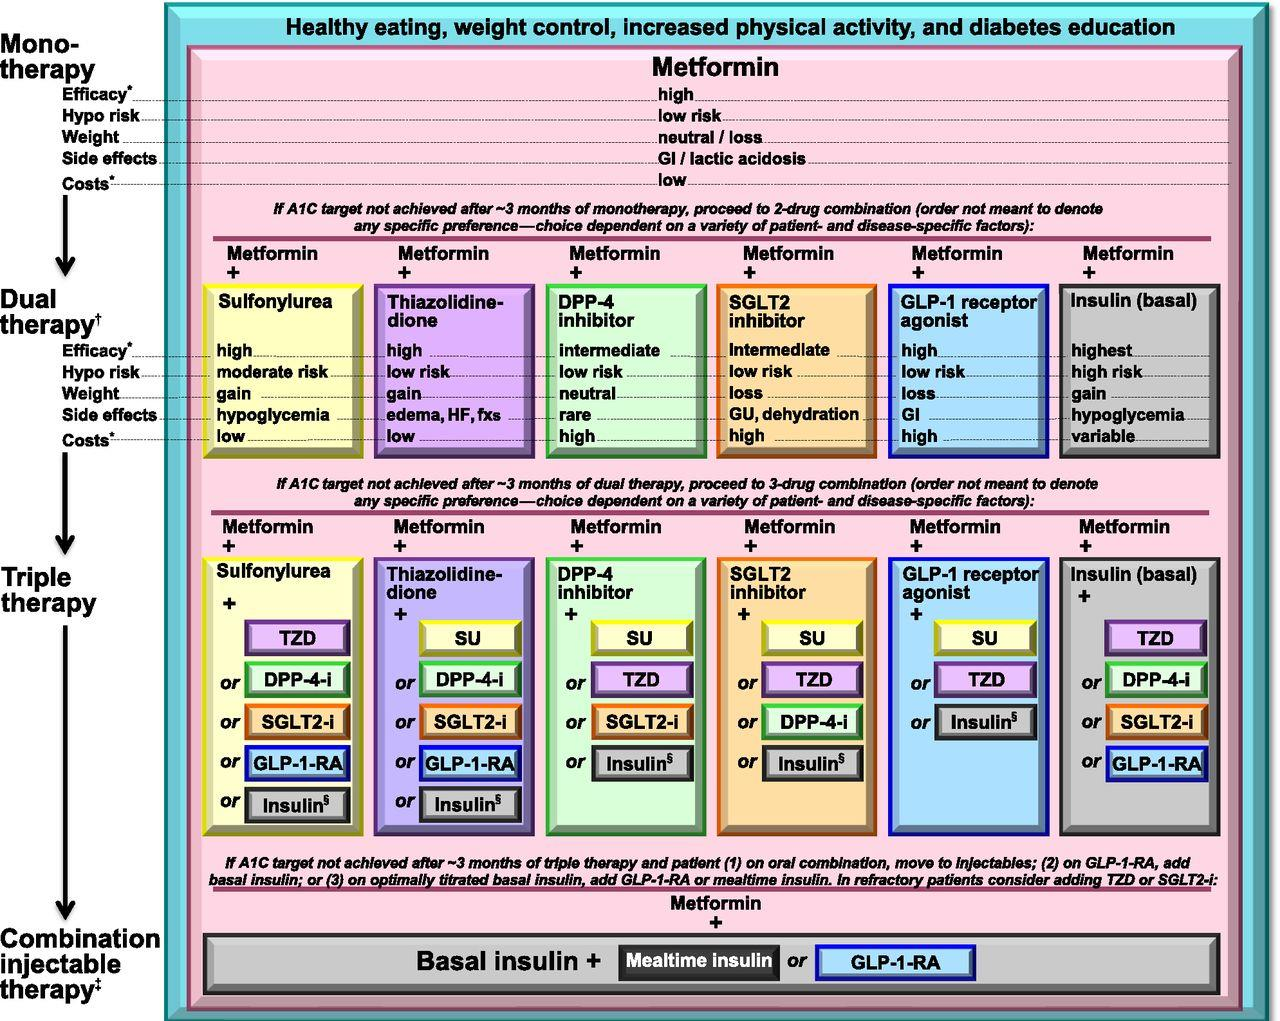 Healthy eating, weight control, increased physical activity, and diabetes education
Mono-
therapy
Metformin
Efficacy* high
Hypo risk low risk
Weight neutral / loss
Side effects GI / lactic acidosis
Costs* low
If A1C target not achieved after ~3 months of monotherapy, proceed to 2-drug combination (order not meant to denote
any specific preference—choice dependent on a variety of patient- and disease-specific factors):
Metformin Metformin Metformin Metformin Metformin Metformin
+ + + + + +
Dual
therapy†
Sulfonylurea
Thiazolidine-
dione
DPP-4
inhibitor
SGLT2
inhibitor
GLP-1 receptor
agonist
Insulin (basal)
Efficacy* high high intermediate Intermediate high highest
Hypo risk moderate risk low risk low risk low risk low risk high risk
Weight gain gain neutral loss loss gain
Side effects hypoglycemia edema, HF, fxs rare GU, dehydration GI hypoglycemia
Costs* low low high high high variable
If A1C target not achieved after ~3 months of dual therapy, proceed to 3-drug combination (order not meant to denote
any specific preference—choice dependent on a variety of patient- and disease-specific factors):
Triple
therapy
Metformin
+
Sulfonylurea
+
TZD
or DPP-4-i
or SGLT2-i
or GLP-1-RA
or Insulin§
Metformin
+
Thiazolidine-
dione
+
SU
or DPP-4-i
or SGLT2-i
or GLP-1-RA
or Insulin§
Metformin
+
DPP-4
inhibitor
+
SU
or TZD
or SGLT2-i
or Insulin§
Metformin
+
SGLT2
inhibitor
+
SU
or TZD
or DPP-4-i
or Insulin§
Metformin
+
GLP-1 receptor
agonist
+
SU
or TZD
or Insulin§
Metformin
+
Insulin (basal)
+
TZD
or DPP-4-i
or SGLT2-i
or GLP-1-RA
If A1C target not achieved after ~3 months of triple therapy and patient (1) on oral combination, move to injectables; (2) on GLP-1-RA, add
basal insulin; or (3) on optimally titrated basal insulin, add GLP-1-RA or mealtime insulin. In refractory patients consider adding TZD or SGLT2-i:
Metformin
+
Combination
injectable
therapy‡
Basal insulin + Mealtime insulin or GLP-1-RA